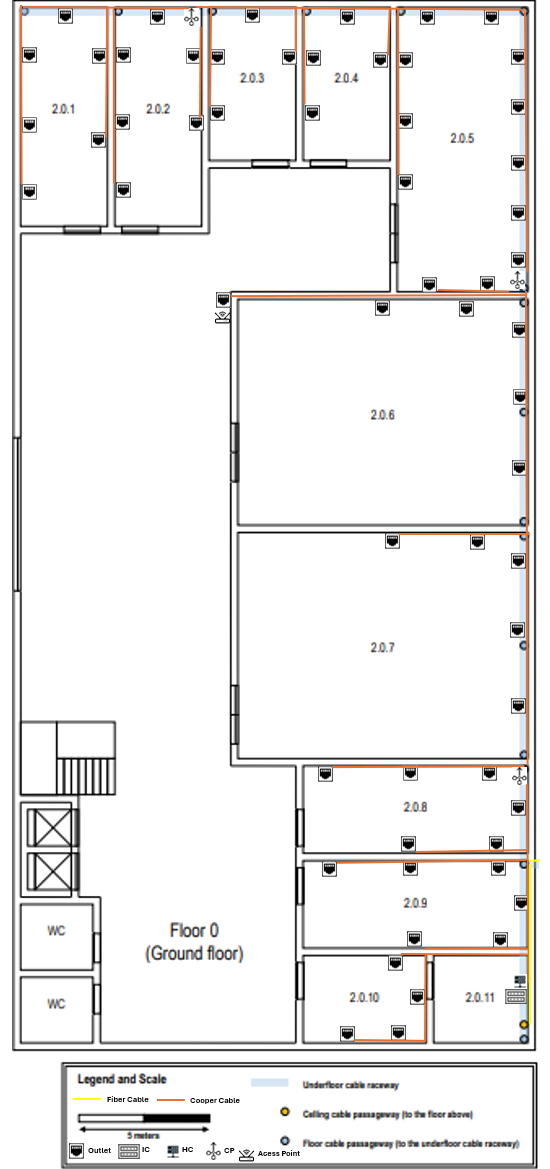 2.0.1
2.0.2
2.0.3
2.0.4
2.0.5
2.0.6
2.0.7
2.0.8
2.0.9
WC
Floor 0
(Ground floor)
WC
2.0.10
2.0.11
Legend and Scale
Fiber Cable
Cooper Cable
5 meters
Outlet
IC
HC
CP
Acess Point
Underfloor cable raceway
Ceiling cable passageway (to the floor above)
Floor cable passageway (to the underfloor cable raceway)